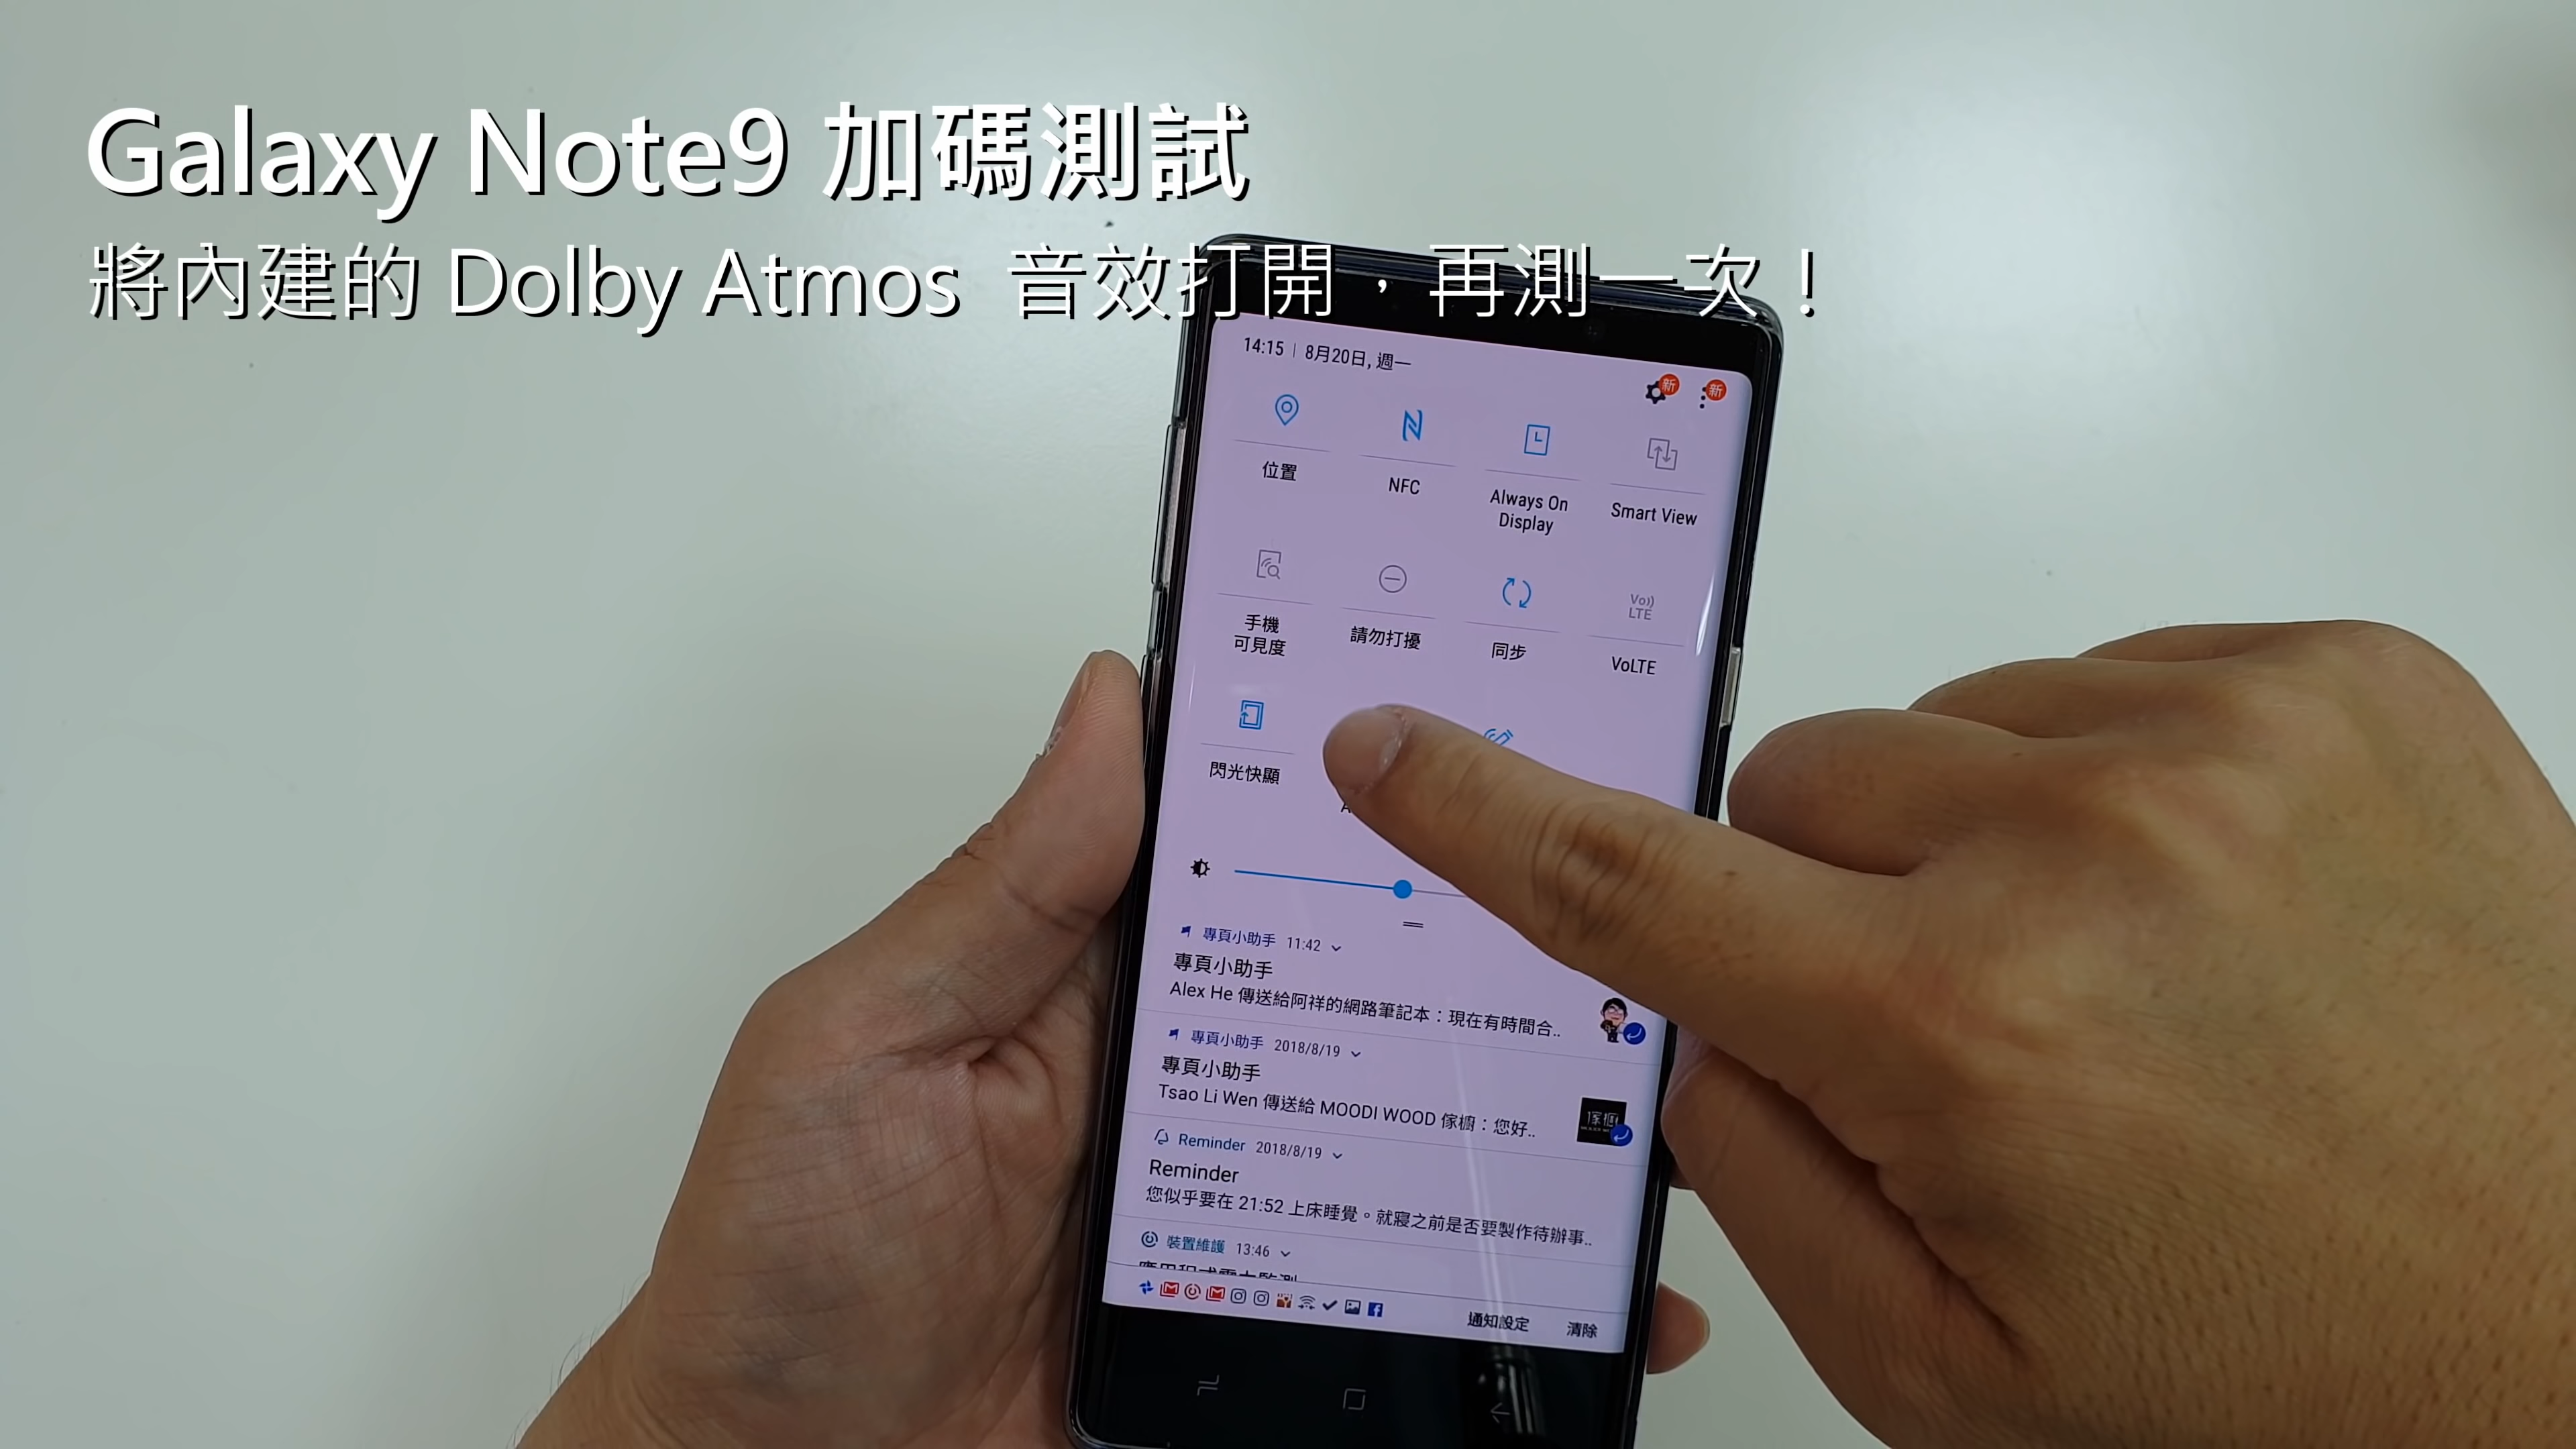 Galaxy Note9 加碼測試
將內建的 Dolby Atmos 音效打開，再測一次！
14:15 | 8月20日, 週一
新 新
位置 NFC Always On Display Smart View
Vo)) LTE
手機可見度 請勿打擾 同步 VoLTE
閃光快顯
A
專頁小助手 11:42
專頁小助手
Alex He 傳送給阿祥的網路筆記本：現在有時間合..
專頁小助手 2018/8/19
專頁小助手
Tsao Li Wen 傳送給 MOODI WOOD 傢櫥：您好..
Reminder 2018/8/19
Reminder
您似乎要在 21:52 上床睡覺。就寢之前是否要製作待辦事..
裝置維護 13:46
通知設定 清除